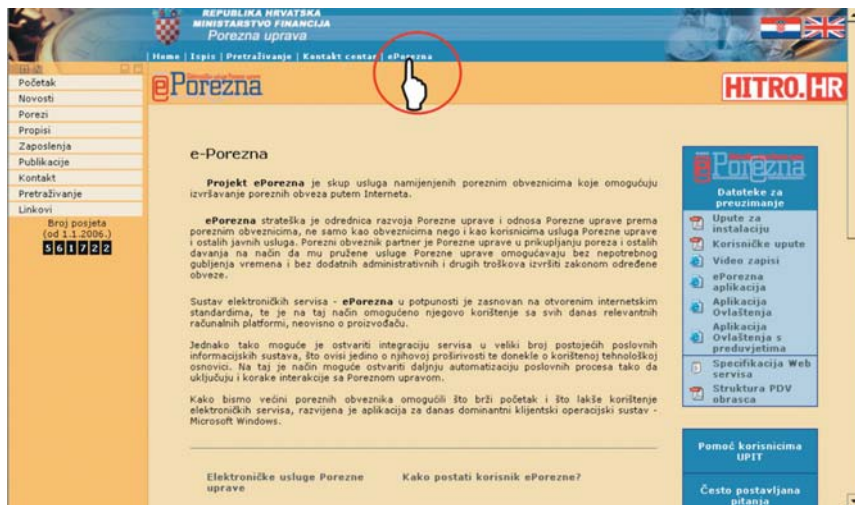 REPUBLIKA HRVATSKA
MINISTARSTVO FINANCIJA
Porezna uprava
| Home | Ispis | Pretraživanje | Kontakt centar | ePorezna
Početak
Novosti
Porezi
Propisi
Zaposlenja
Publikacije
Kontakt
Pretraživanje
Linkovi
Broj posjeta
(od 1.1.2006.)
561722
ePorezna
HITRO.HR
e-Porezna
Projekt ePorezna je skup usluga namijenjenih poreznim obveznicima koje omogućuju
izvršavanje poreznih obveza putem Interneta.
ePorezna strateška je odrednica razvoja Porezne uprave i odnosa Porezne uprave prema
poreznim obveznicima, ne samo kao obveznicima nego i kao korisnicima usluga Porezne uprave
i ostalih javnih usluga. Porezni obveznik partner je Porezne uprave u prikupljanju poreza i ostalih
davanja na način da mu pružene usluge Porezne uprave omogućavaju bez nepotrebnog
gubljenja vremena i bez dodatnih administrativnih i drugih troškova izvršiti zakonom određene
obveze.
Sustav elektroničkih servisa - ePorezna u potpunosti je zasnovan na otvorenim internetskim
standardima, te je na taj način omogućeno njegovo korištenje sa svih danas relevantnih
računalnih platformi, neovisno o proizvođaču.
Jednako tako moguće je ostvariti integraciju servisa u veliki broj postojećih poslovnih
informacijskih sustava, što ovisi jedino o njihovoj proširivosti te donekle o korištenoj tehnološkoj
osnovici. Na taj je način moguće ostvariti daljnju automatizaciju poslovnih procesa tako da
uključuju i korake interakcije sa Poreznom upravom.
Kako bismo većini poreznih obveznika omogućili što brži početak i što lakše korištenje
elektroničkih servisa, razvijena je aplikacija za danas dominantni klijentski operacijski sustav -
Microsoft Windows.
Elektroničke usluge Porezne
uprave
Kako postati korisnik ePorezne?
ePorezna
Datoteke za
preuzimanje
Upute za
instalaciju
Korisničke upute
Video zapisi
ePorezna
aplikacija
Aplikacija
Ovlaštenja
Aplikacija
Ovlaštenja s
preduvjetima
Specifikacija Web
servisa
Struktura PDV
obrasca
Pomoć korisnicima
UPIT
Često postavljana
pitanja